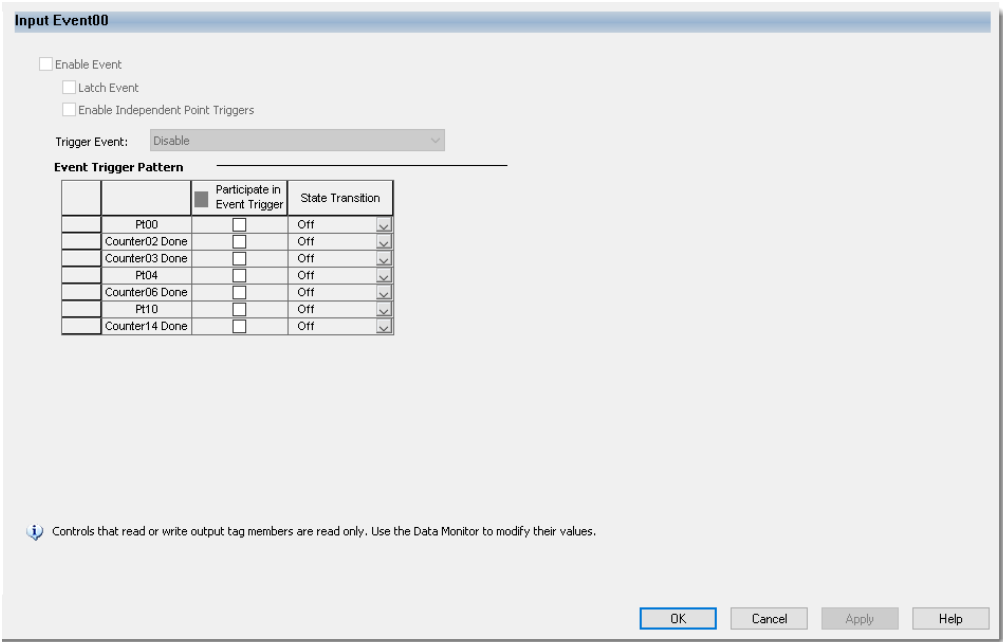 Input Event00
Enable Event
Latch Event
Enable Independent Point Triggers
Trigger Event: Disable
Event Trigger Pattern
Participate in
Event Trigger State Transition
Pt00 Off
Counter02 Done Off
Counter03 Done Off
Pt04 Off
Counter06 Done Off
Pt10 Off
Counter14 Done Off
Controls that read or write output tag members are read only. Use the Data Monitor to modify their values.
OK Cancel Apply Help